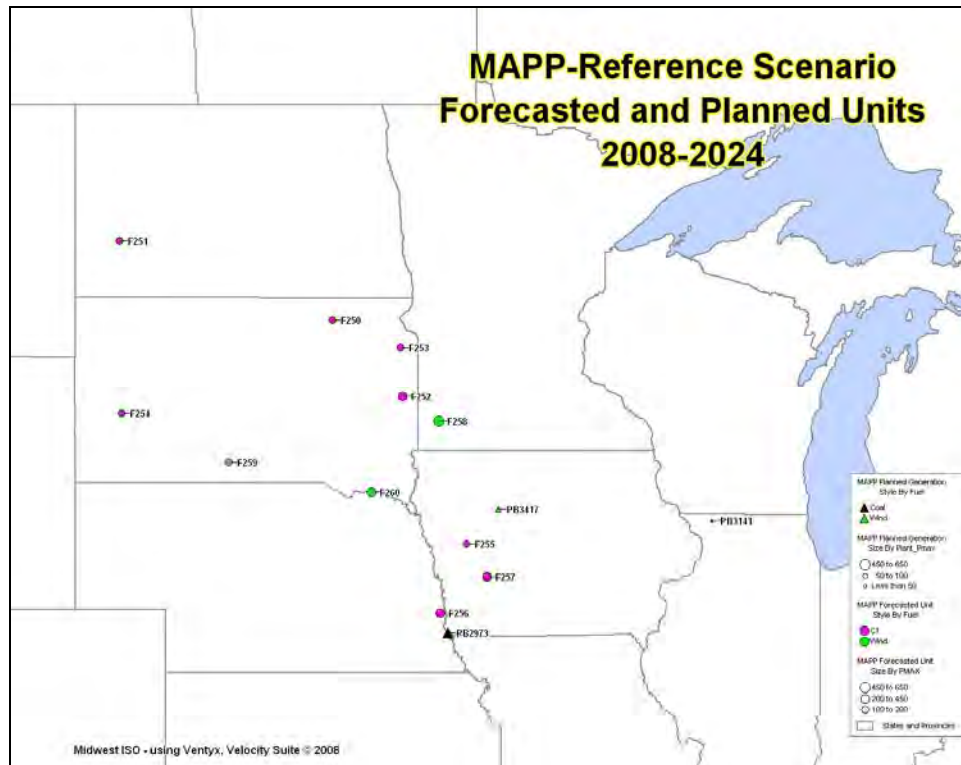 MAPP-Reference Scenario
Forecasted and Planned Units
2008-2024
F251
F250
F253
F252
F258
F259
F260
PB3417
PB3141
F255
F257
F256
PB2973
MAPP Planned Generation
Style By Fuel
Coal
Wind
MAPP Planned Generation
Size By Plant_Pmax
450 to 650
50 to 100
Less than 50
MAPP Forecasted Unit
Style By Fuel
CT
Wind
MAPP Forecasted Unit
Size By PMAX
450 to 650
200 to 450
100 to 200
States and Provinces
Midwest ISO - using Ventyx, Velocity Suite © 2008